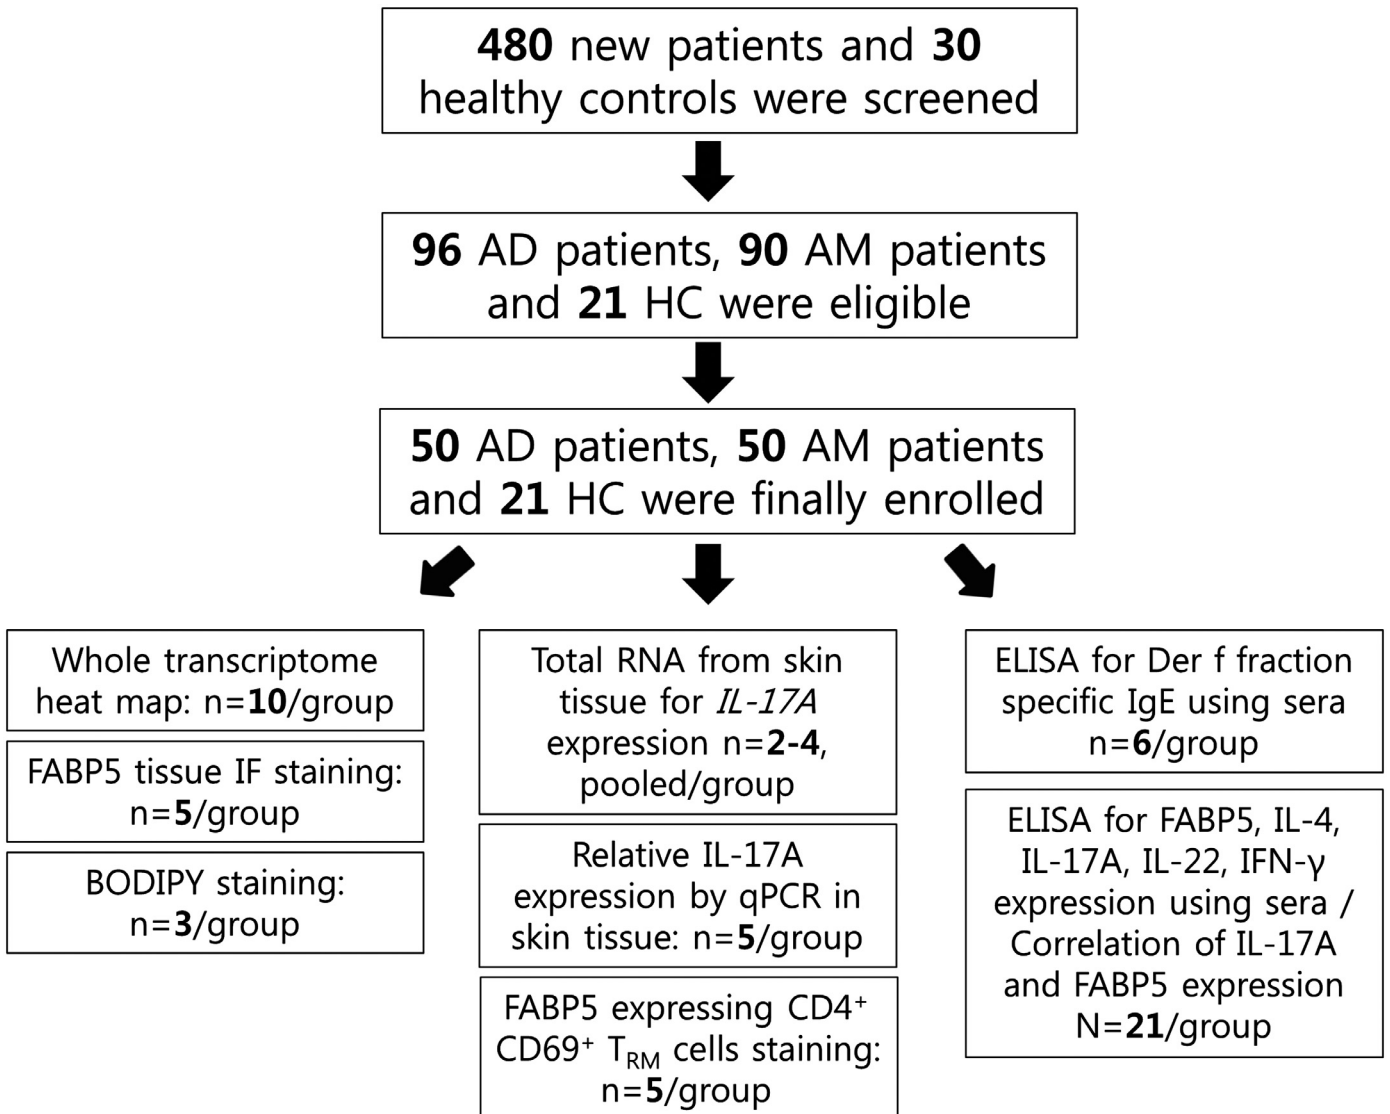 480 new patients and 30
healthy controls were screened
96 AD patients, 90 AM patients
and 21 HC were eligible
50 AD patients, 50 AM patients
and 21 HC were finally enrolled
Whole transcriptome
heat map: n=10/group
FABP5 tissue IF staining:
n=5/group
BODIPY staining:
n=3/group
Total RNA from skin
tissue for IL-17A
expression n=2-4,
pooled/group
Relative IL-17A
expression by qPCR in
skin tissue: n=5/group
FABP5 expressing CD4⁺
CD69⁺ T_RM cells staining:
n=5/group
ELISA for Der f fraction
specific IgE using sera
n=6/group
ELISA for FABP5, IL-4,
IL-17A, IL-22, IFN-γ
expression using sera /
Correlation of IL-17A
and FABP5 expression
N=21/group